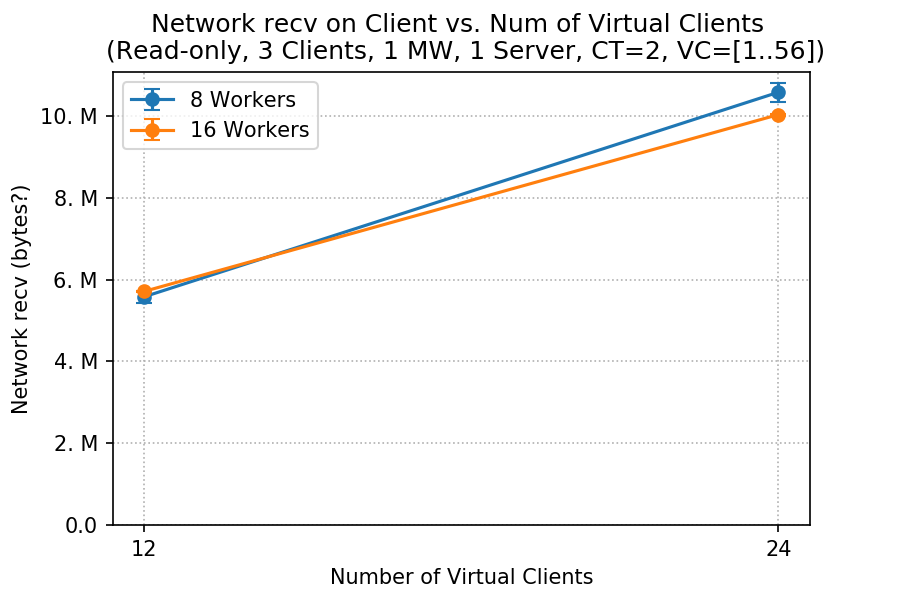 Network recv on Client vs. Num of Virtual Clients
(Read-only, 3 Clients, 1 MW, 1 Server, CT=2, VC=[1..56])
8 Workers
16 Workers
10. M
8. M
6. M
4. M
2. M
0.0
Network recv (bytes?)
12
24
Number of Virtual Clients